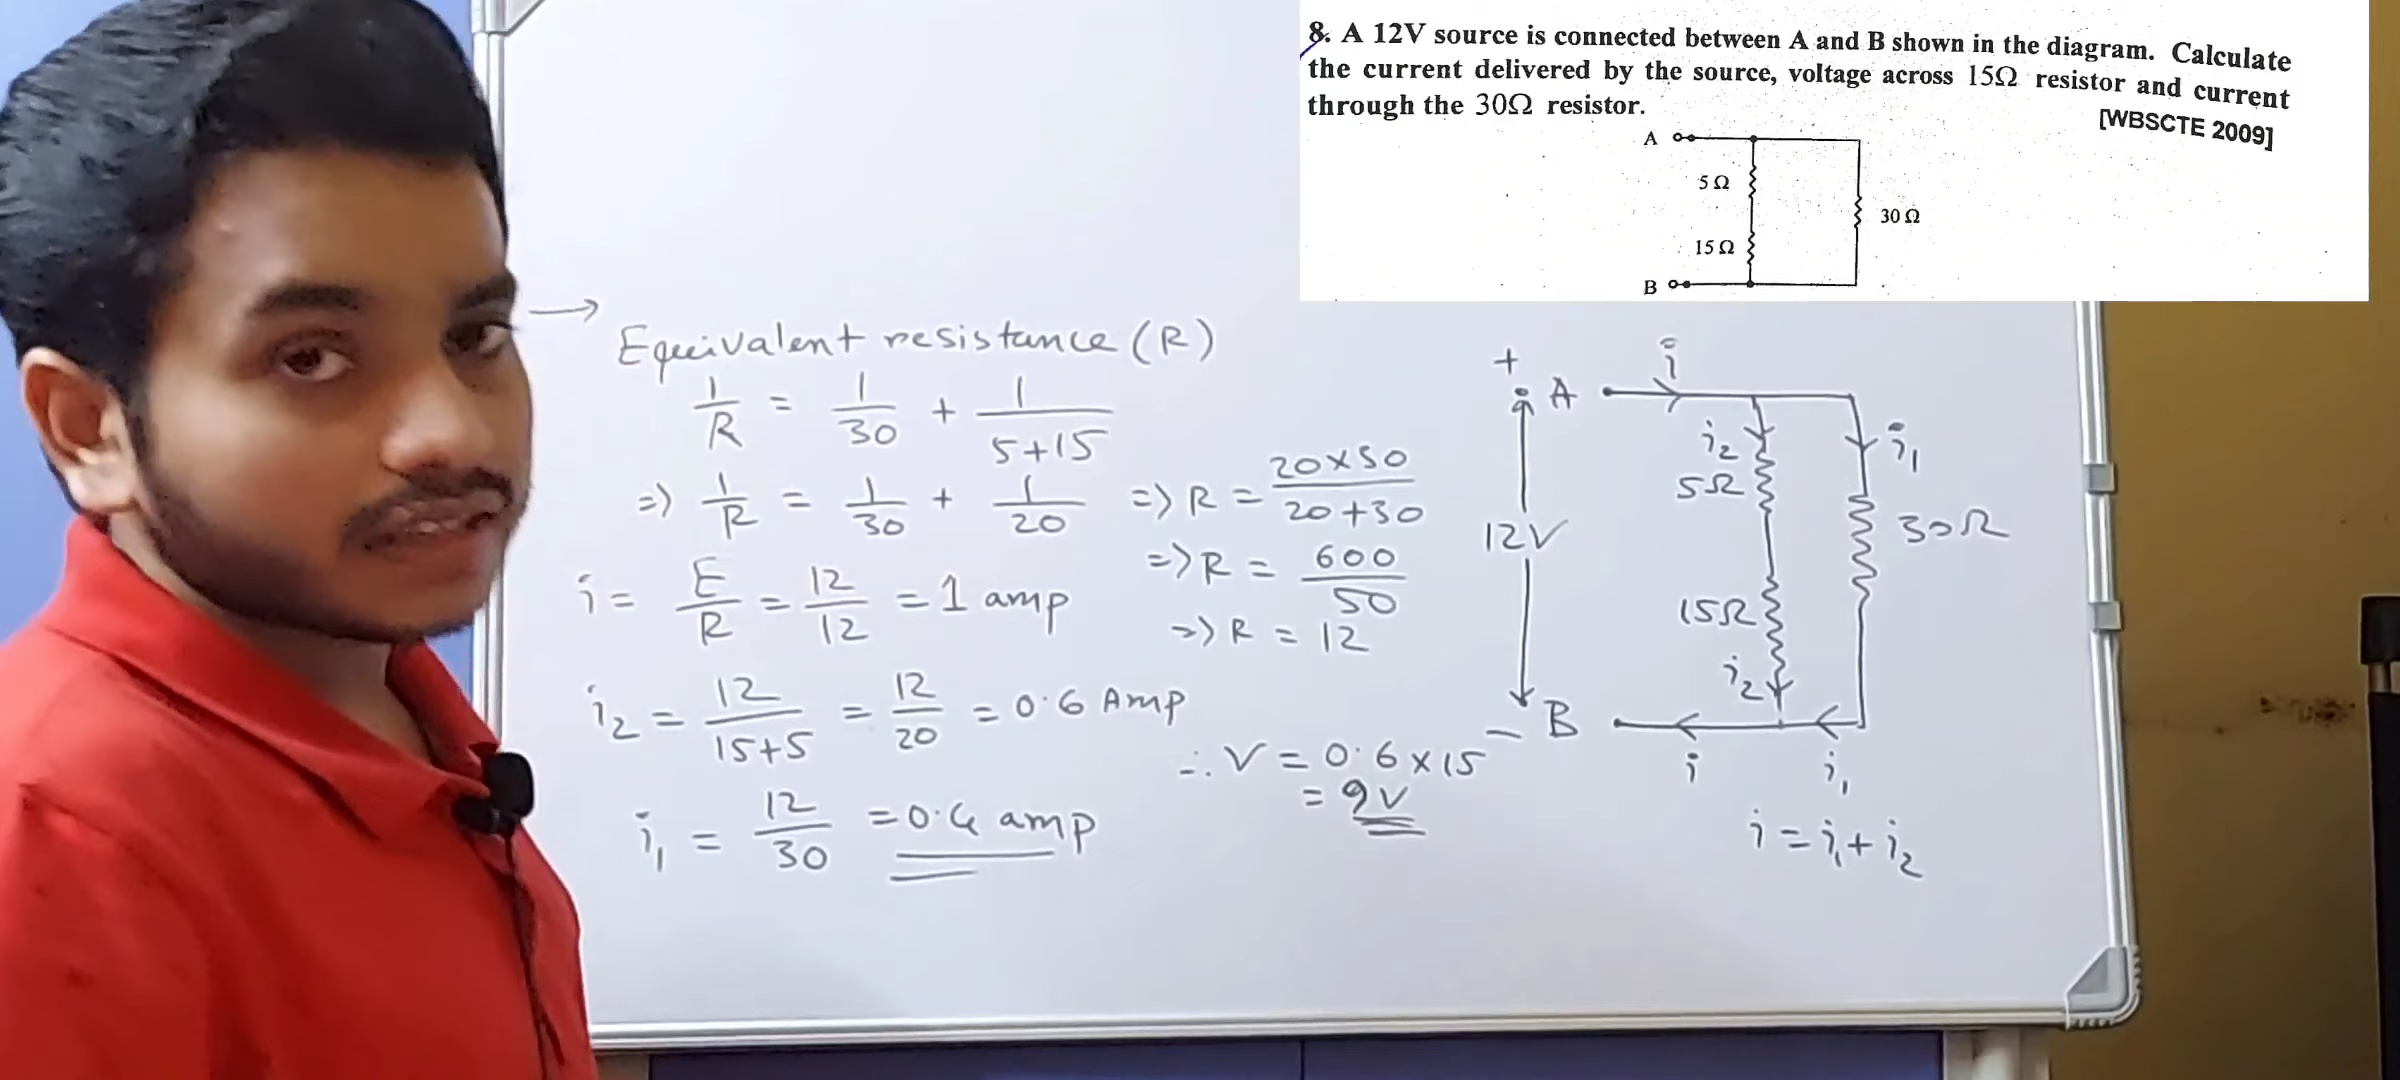 8. A 12V source is connected between A and B shown in the diagram. Calculate
the current delivered by the source, voltage across 15Ω resistor and current
through the 30Ω resistor.
[WBSCTE 2009]
A
5Ω
30Ω
15Ω
B
→
Equivalent resistance (R)
1/R = 1/30 + 1/5+15
=> 1/R = 1/30 + 1/20 => R = 20×30/20+30
=> R = 600/50
=> R = 12
i = E/R = 12/12 = 1 amp
i2 = 12/15+5 = 12/20 = 0.6 Amp
∴ V = 0.6×15
= 9V
i1 = 12/30 = 0.4 amp
+
A
i
i2
i1
5Ω
12V
30Ω
15Ω
i2
− B
i
i1
i = i1 + i2